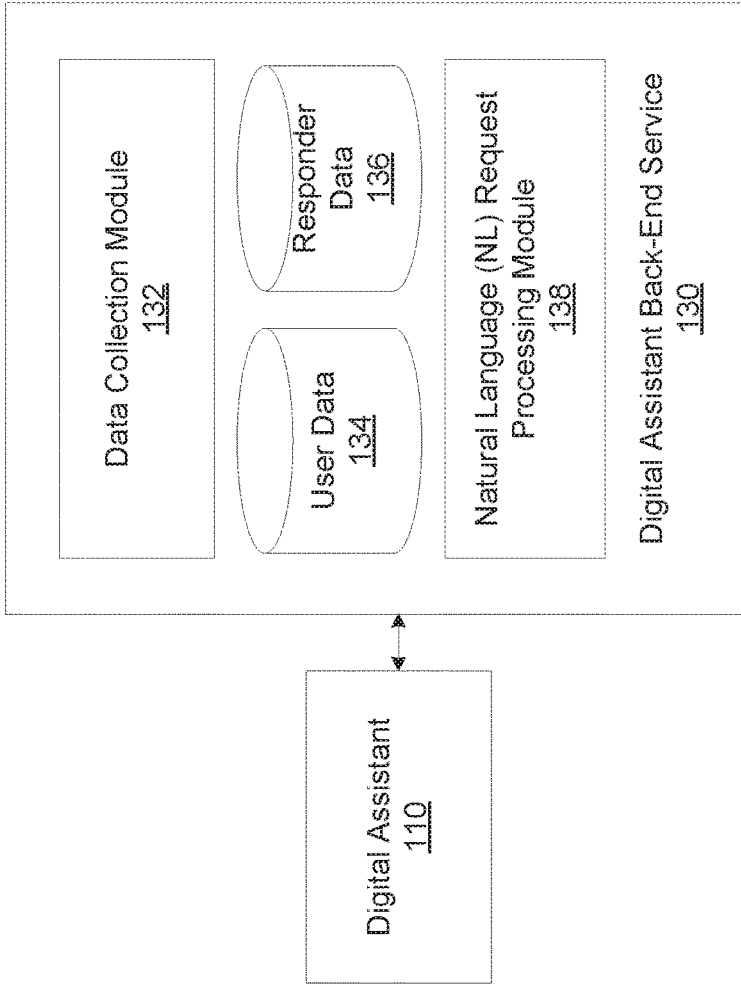 Digital Assistant
110
Data Collection Module
132
User Data
134
Responder
Data
136
Natural Language (NL) Request
Processing Module
138
Digital Assistant Back-End Service
130